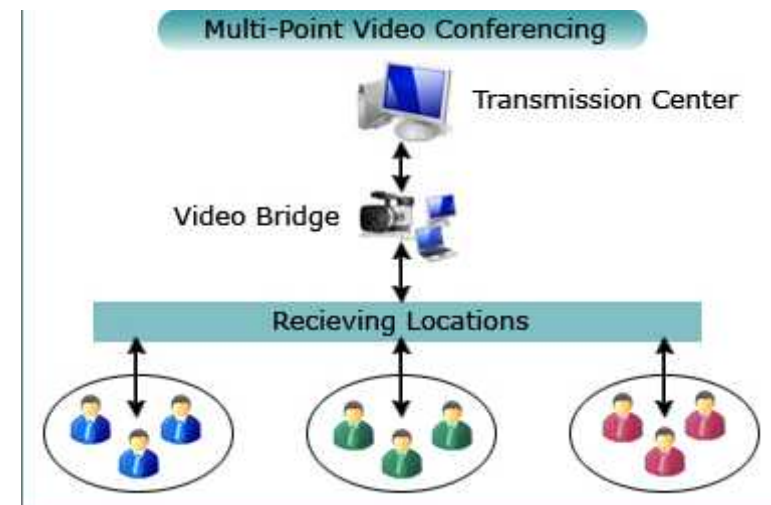 Multi-Point Video Conferencing
Transmission Center
Video Bridge
Recieving Locations